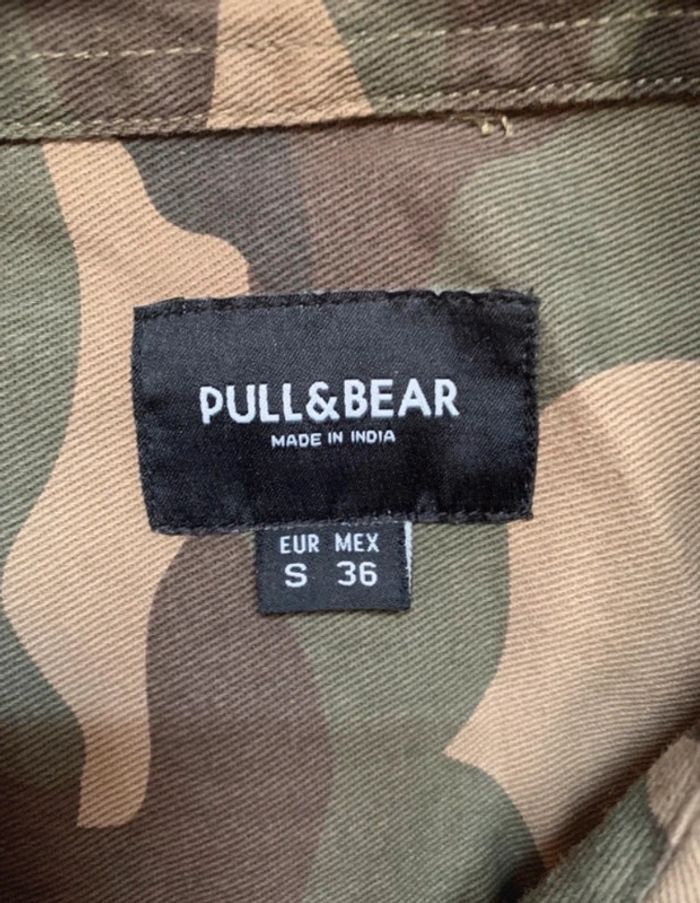 PULL&BEAR
MADE IN INDIA
EUR MEX
S 36